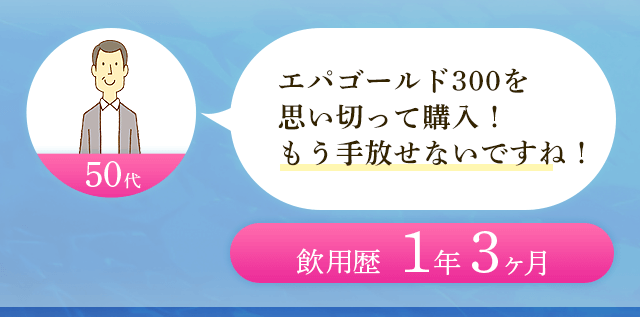 エパゴールド300を
思い切って購入！
もう手放せないですね！
50代
飲用歴 1年3ヶ月